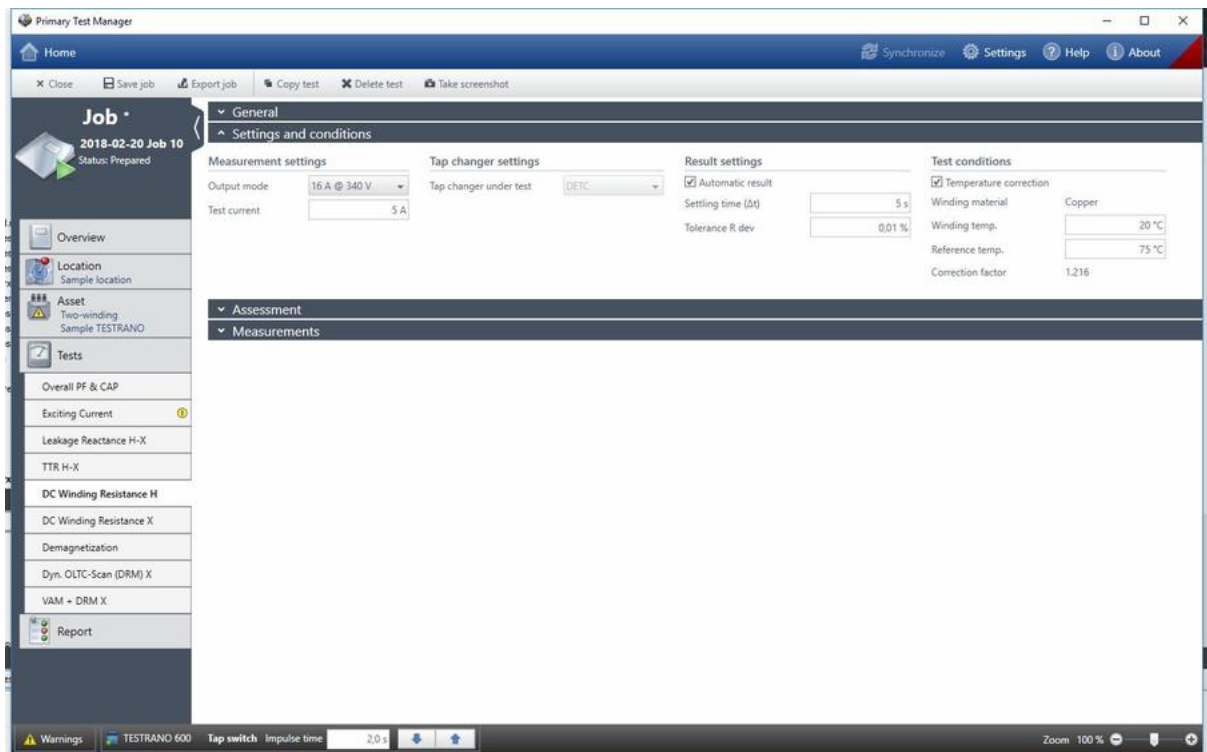 Primary Test Manager
Home
Synchronize Settings Help About
Close Save job Export job Copy test Delete test Take screenshot
Job *
2018-02-20 Job 10
Status: Prepared
Overview
Location
Sample location
Asset
Two-winding
Sample TESTRANO
Tests
Overall PF & CAP
Exciting Current
Leakage Reactance H-X
TTR H-X
DC Winding Resistance H
DC Winding Resistance X
Demagnetization
Dyn. OLTC-Scan (DRM) X
VAM + DRM X
Report
General
Settings and conditions
Measurement settings
Output mode 16 A @ 340 V
Test current 5 A
Tap changer settings
Tap changer under test DETC
Result settings
Automatic result
Settling time (Δt) 5 s
Tolerance R dev 0,01 %
Test conditions
Temperature correction
Winding material Copper
Winding temp. 20 °C
Reference temp. 75 °C
Correction factor 1.216
Assessment
Measurements
Warnings TESTRANO 600 Tap switch Impulse time 2,0 s Zoom 100 %